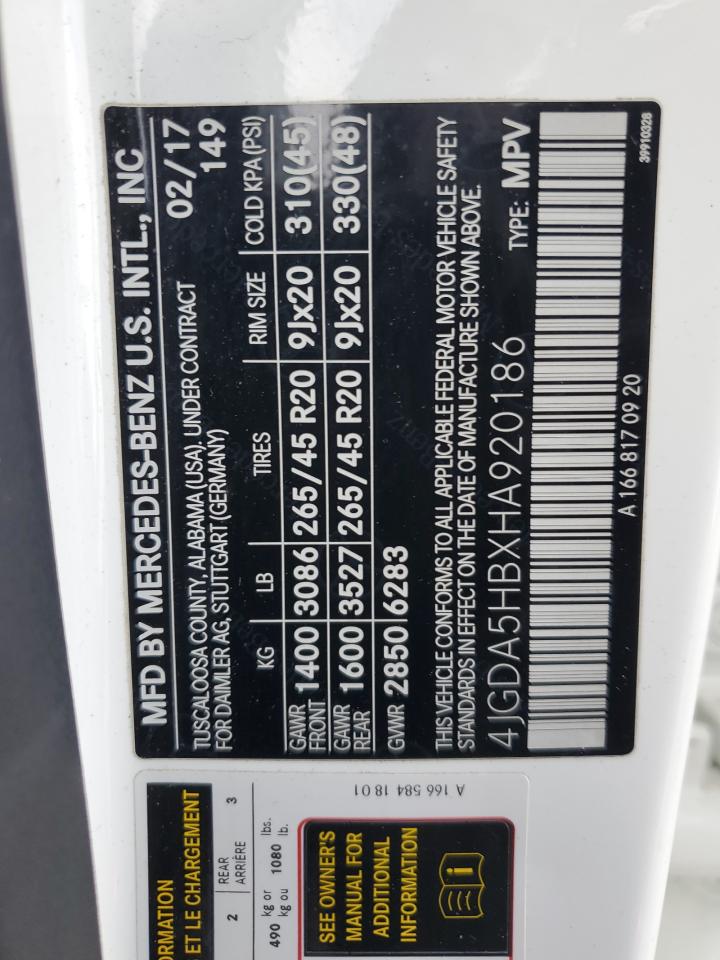 MFD BY MERCEDES-BENZ U.S. INTL., INC
TUSCALOOSA COUNTY, ALABAMA (USA), UNDER CONTRACT 02/17
FOR DAIMLER AG, STUTTGART (GERMANY) 149
KG LB TIRES RIM SIZE COLD KPA (PSI)
GAWR FRONT 1400 3086 265/45 R20 9Jx20 310(45)
GAWR REAR 1600 3527 265/45 R20 9Jx20 330(48)
GVWR 2850 6283
THIS VEHICLE CONFORMS TO ALL APPLICABLE FEDERAL MOTOR VEHICLE SAFETY
STANDARDS IN EFFECT ON THE DATE OF MANUFACTURE SHOWN ABOVE.
4JGDA5HBXHA920186 TYPE: MPV
A 166 817 09 20 39910328
ORMATION
ET LE CHARGEMENT
2 REAR 3
ARRIÈRE
490 kg or lbs.
kg ou 1080 lb.
SEE OWNER'S
MANUAL FOR
ADDITIONAL
INFORMATION
A 166 584 18 01